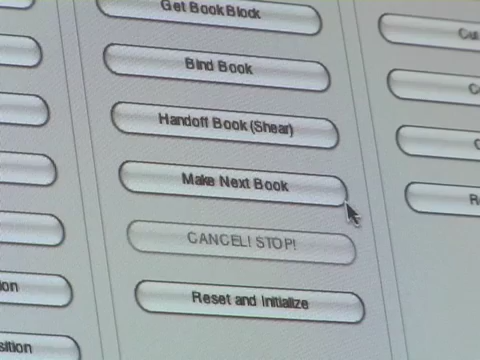 Get Book Block
Bind Book
Handoff Book (Shear)
Make Next Book
CANCEL! STOP!
Reset and Initialize